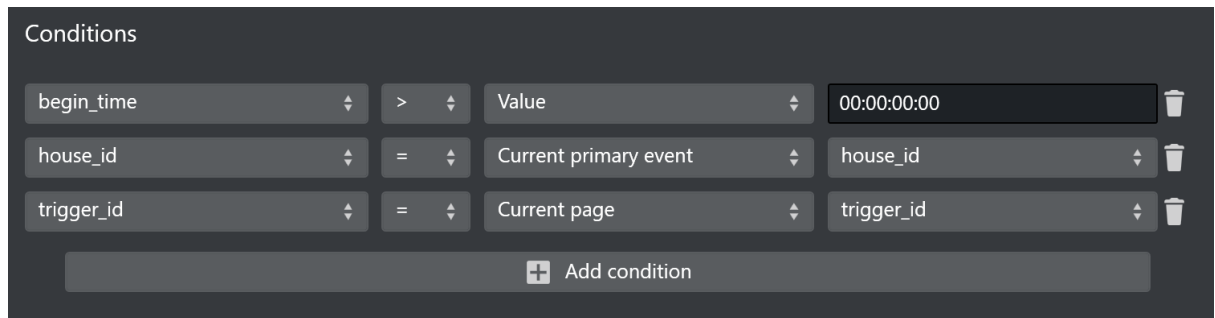 Conditions
begin_time > Value 00:00:00:00
house_id = Current primary event house_id
trigger_id = Current page trigger_id
Add condition